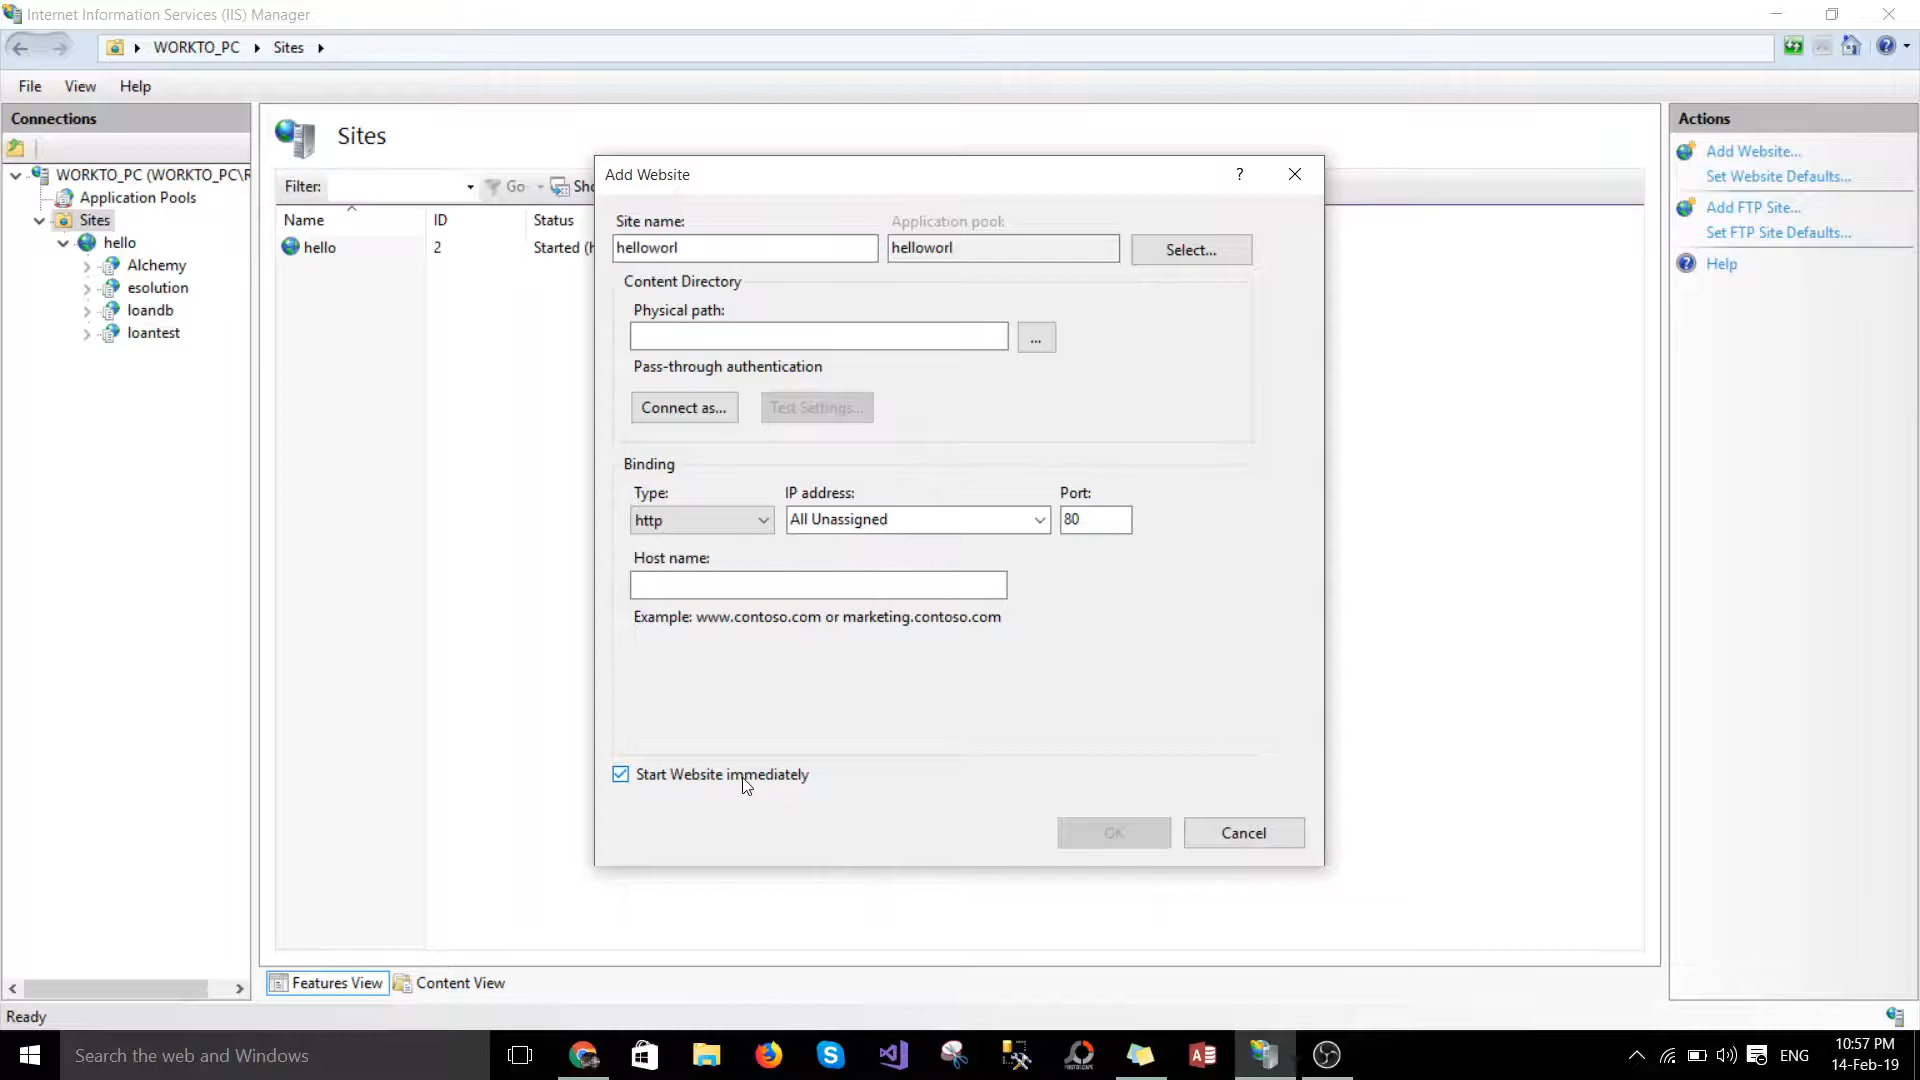 Internet Information Services (IIS) Manager
WORKTO_PC
Sites
File View Help
Connections
WORKTO_PC (WORKTO_PC\R
Application Pools
Sites
hello
Alchemy
esolution
loandb
loantest
Sites
Filter: Go Sho
Name ID Status
hello 2 Started (h
Add Website
?
Site name: Application pool:
helloworl helloworl Select...
Content Directory
Physical path:
...
Pass-through authentication
Connect as... Test Settings...
Binding
Type: IP address: Port:
http All Unassigned 80
Host name:
Example: www.contoso.com or marketing.contoso.com
Start Website immediately
OK Cancel
Features View Content View
Actions
Add Website...
Set Website Defaults...
Add FTP Site...
Set FTP Site Defaults...
Help
Ready
Search the web and Windows
ENG
10:57 PM
14-Feb-19